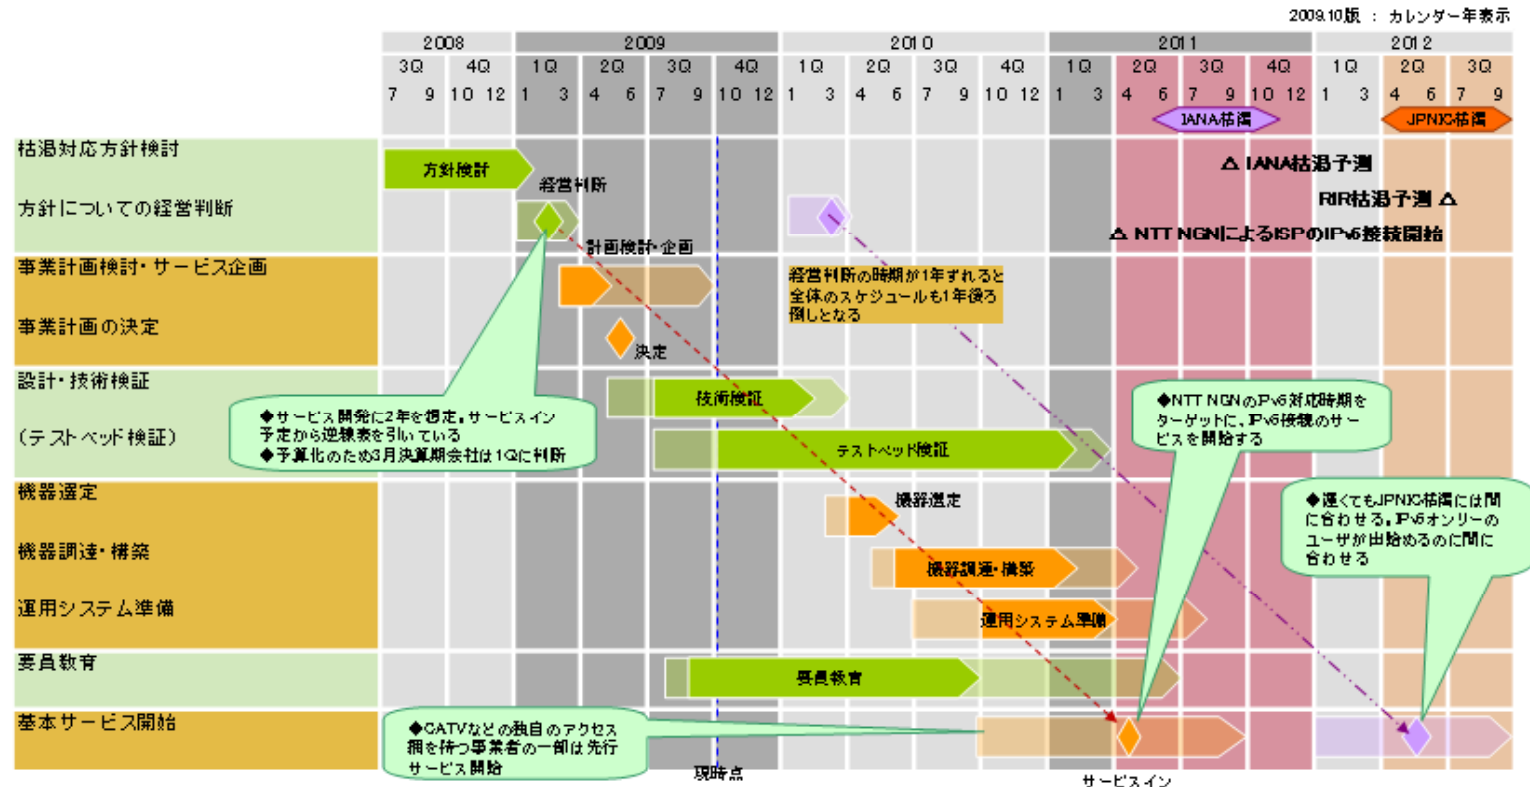 2009.10版 : カレンダー年表示
2008 2009 2010 2011 2012
3Q 4Q 1Q 2Q 3Q 4Q 1Q 2Q 3Q 4Q 1Q 2Q 3Q 4Q 1Q 2Q 3Q
7 9 10 12 1 3 4 6 7 9 10 12 1 3 4 6 7 9 10 12 1 3 4 6 7 9 10 12 1 3 4 6 7 9
IANA枯渇 JPNIC枯渇
枯渇対応方針検討
方針検討
△ IANA枯渇予測
経営判断
方針についての経営判断
RIR枯渇予測 △
△ NTT NGNによるISPのIPv6接続開始
計画検討・企画
事業計画検討・サービス企画
経営判断の時期が1年ずれると
全体のスケジュールも1年後ろ
倒しとなる
事業計画の決定
決定
設計・技術検証
技術検証
◆サービス開発に2年を想定。サービスイン
予定から逆線表を引いている
◆予算化のため3月決算期会社は1Qに判断
◆NTT NGNのIPv6対応時期を
ターゲットに、IPv6接続のサー
ビスを開始する
(テストベッド検証)
テストベッド検証
機器選定
機器選定
◆遅くてもJPNIC枯渇には間
に合わせる。IPv6オンリーの
ユーザが出始めるのに間に
合わせる
機器調達・構築
機器調達・構築
運用システム準備
運用システム準備
要員教育
要員教育
基本サービス開始
◆CATVなどの独自のアクセス
網を持つ事業者の一部は先行
サービス開始
現時点
サービスイン